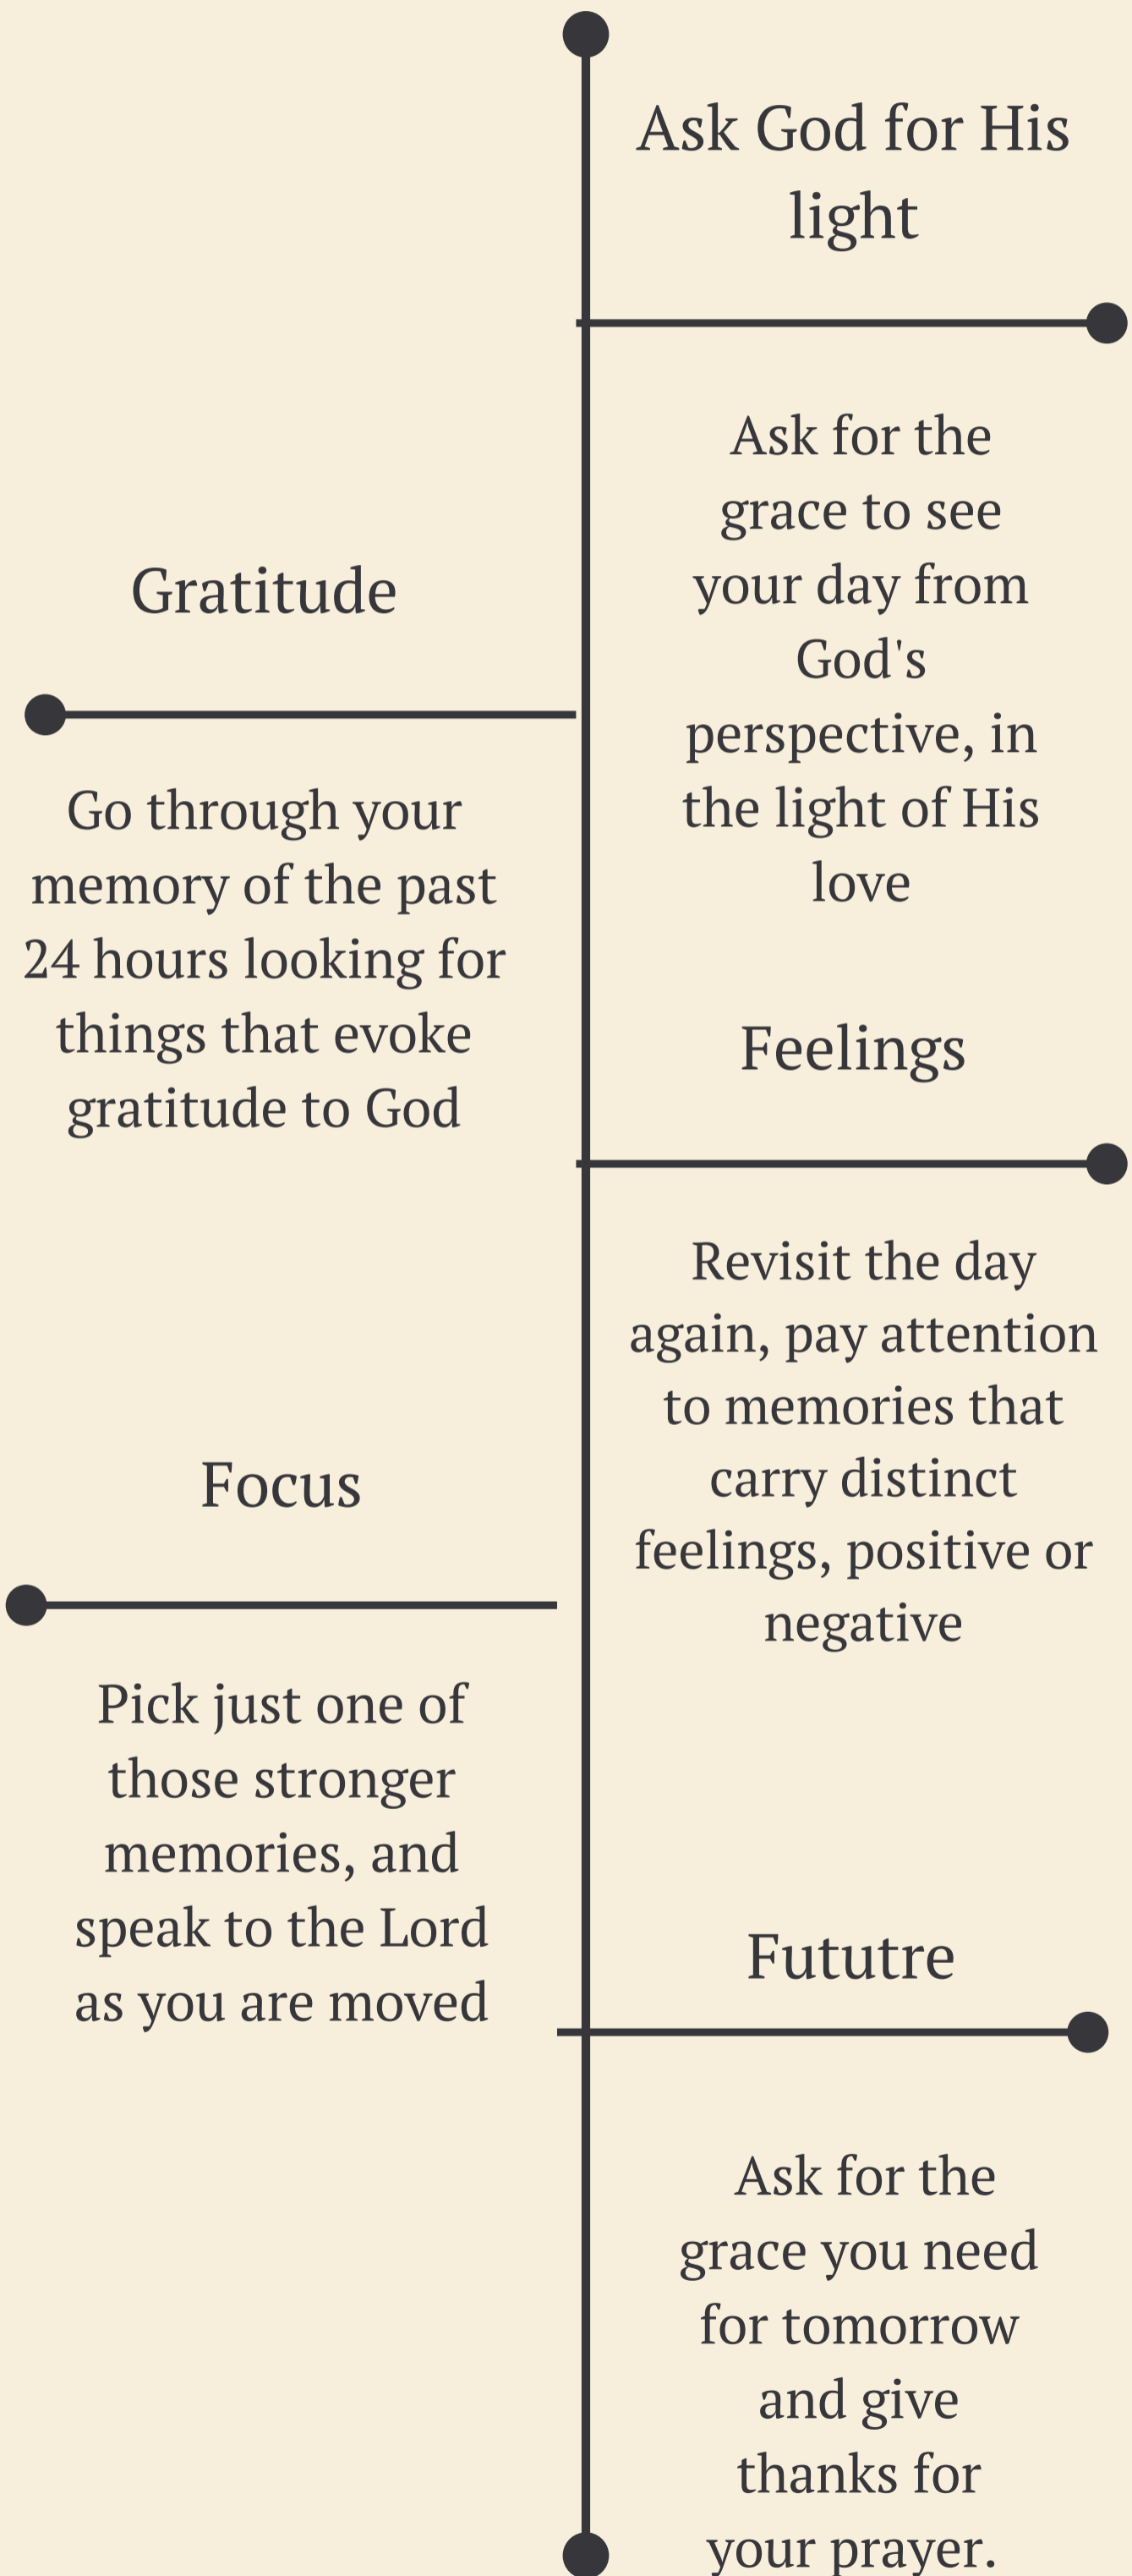 Ask God for His
light
Ask for the
grace to see
your day from
God's
perspective, in
the light of His
love
Gratitude
Go through your
memory of the past
24 hours looking for
things that evoke
gratitude to God
Feelings
Revisit the day
again, pay attention
to memories that
carry distinct
feelings, positive or
negative
Focus
Pick just one of
those stronger
memories, and
speak to the Lord
as you are moved
Fututre
Ask for the
grace you need
for tomorrow
and give
thanks for
your prayer.